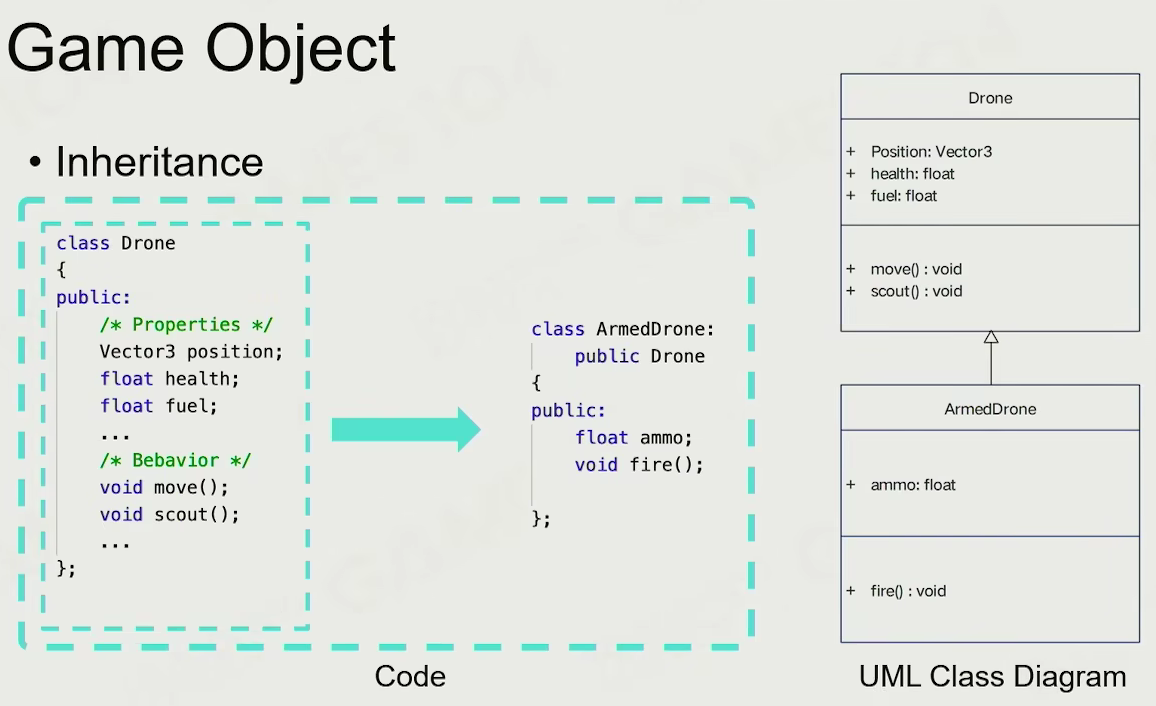 Game Object
• Inheritance
class Drone
{
public:
/* Properties */
Vector3 position;
float health;
float fuel;
...
/* Bebavior */
void move();
void scout();
...
};
class ArmedDrone:
public Drone
{
public:
float ammo;
void fire();
};
Code
Drone
+ Position: Vector3
+ health: float
+ fuel: float
+ move() : void
+ scout() : void
ArmedDrone
+ ammo: float
+ fire() : void
UML Class Diagram